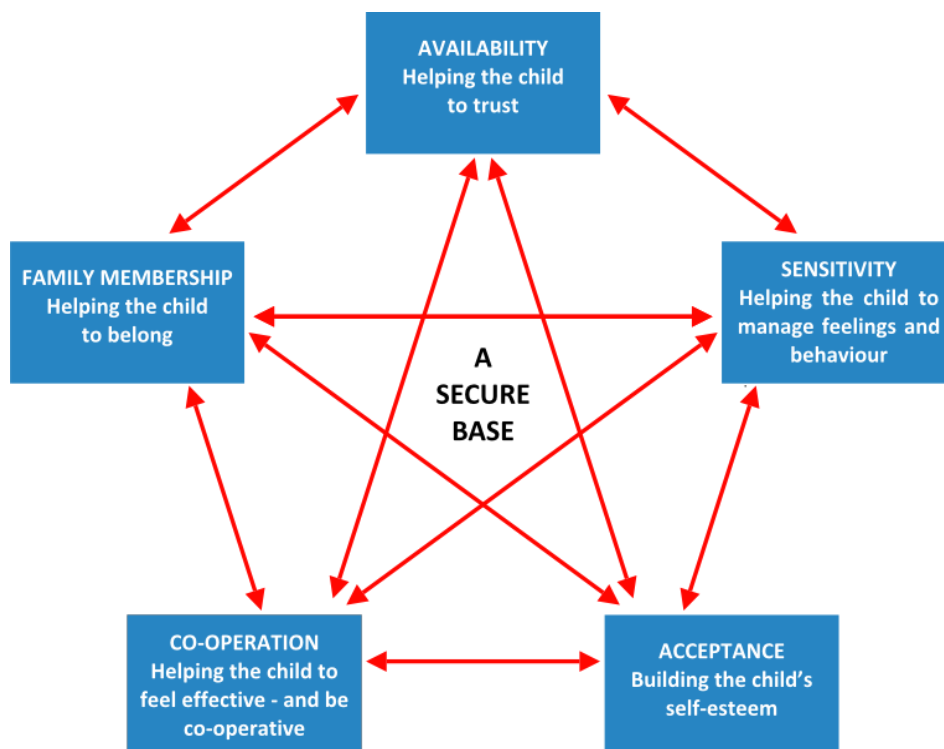 AVAILABILITY
Helping the child
to trust
FAMILY MEMBERSHIP
Helping the child
to belong
SENSITIVITY
Helping the child to
manage feelings and
behaviour
A
SECURE
BASE
CO-OPERATION
Helping the child to
feel effective - and be
co-operative
ACCEPTANCE
Building the child's
self-esteem